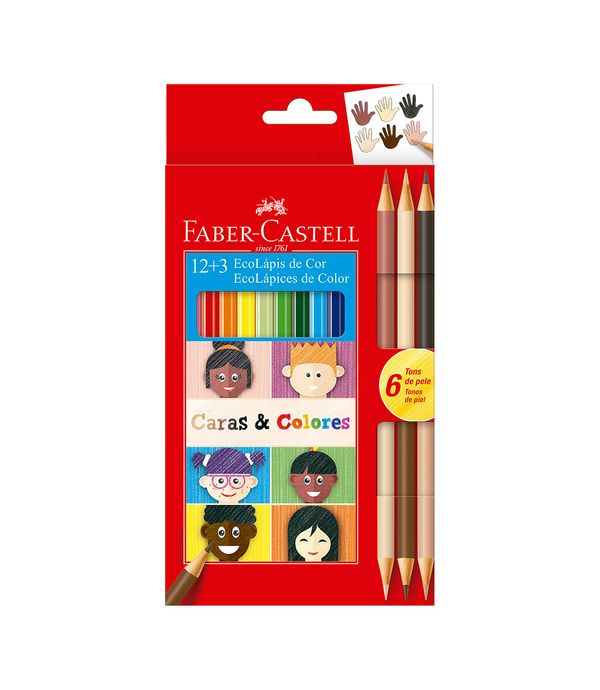 FABER-CASTELL
since 1761
12+3 EcoLápis de Cor
EcoLápices de Color
Caras & Colores
6 Tons de pele
Tonos de piel